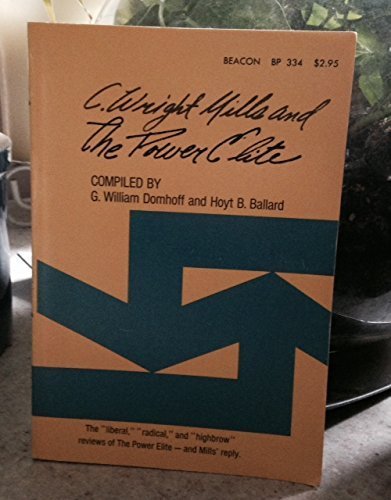 BEACON BP 334 $2.95
C. Wright Mills and
The Power Elite
COMPILED BY
G. William Domhoff and Hoyt B. Ballard
The "liberal," "radical," and "highbrow"
reviews of The Power Elite — and Mills' reply.